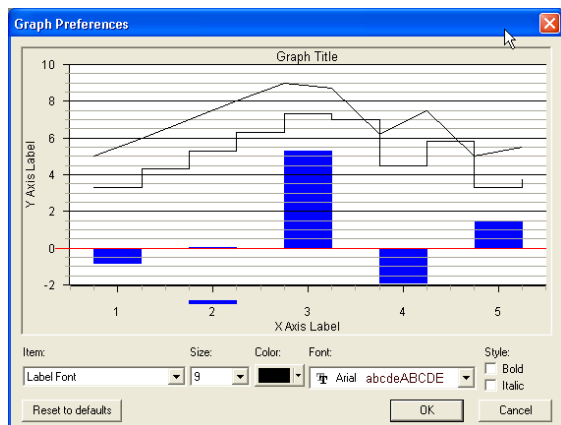 Graph Preferences
Graph Title
10
8
6
4
2
0
-2
Y Axis Label
1 2 3 4 5
X Axis Label
Item: Size: Color: Font: Style:
Label Font 9 Arial abcdeABCDE Bold
Italic
Reset to defaults OK Cancel